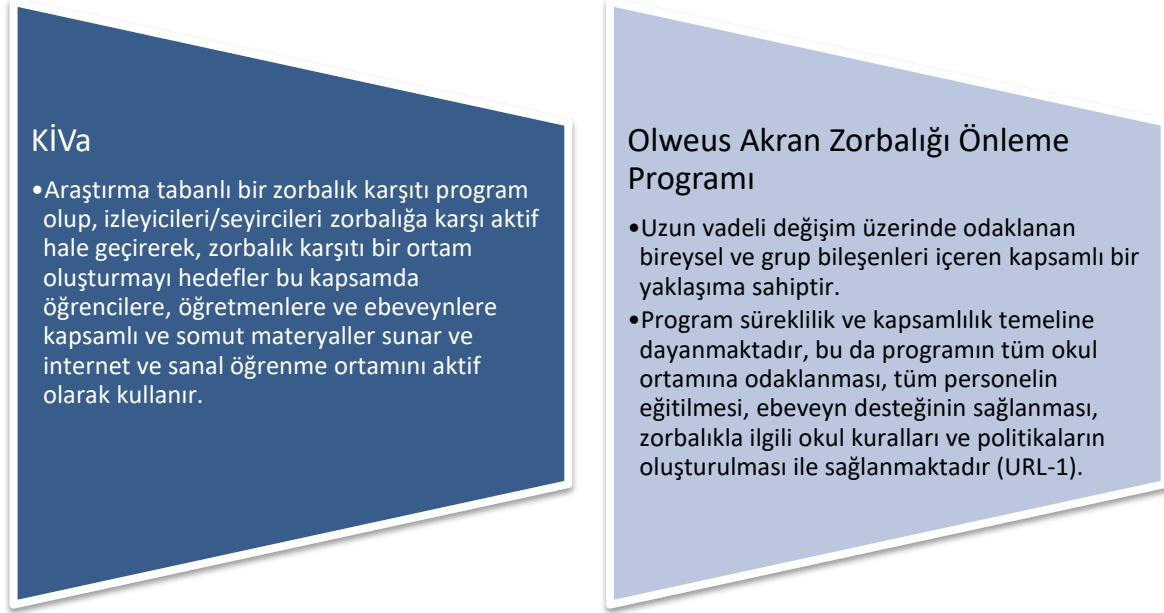 KİVa
•Araştırma tabanlı bir zorbalık karşıtı program
olup, izleyicileri/seyircileri zorbalığa karşı aktif
hale geçirerek, zorbalık karşıtı bir ortam
oluşturmayı hedefler bu kapsamda
öğrencilere, öğretmenlere ve ebeveynlere
kapsamlı ve somut materyaller sunar ve
internet ve sanal öğrenme ortamını aktif
olarak kullanır.
Olweus Akran Zorbalığı Önleme
Programı
•Uzun vadeli değişim üzerinde odaklanan
bireysel ve grup bileşenleri içeren kapsamlı bir
yaklaşıma sahiptir.
•Program süreklilik ve kapsamlılık temeline
dayanmaktadır, bu da programın tüm okul
ortamına odaklanması, tüm personelin
eğitilmesi, ebeveyn desteğinin sağlanması,
zorbalıkla ilgili okul kuralları ve politikaların
oluşturulması ile sağlanmaktadır (URL-1).